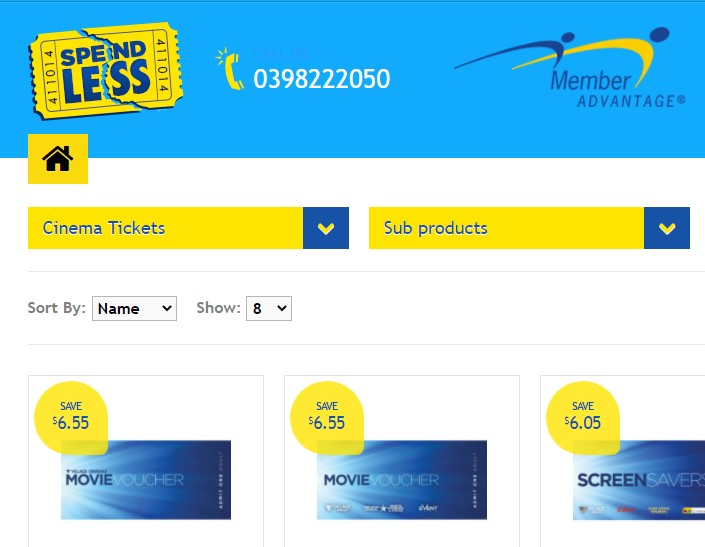 SPEND
LESS
411014
411014
CALL US
0398222050
Member
ADVANTAGE®
Cinema Tickets
Sub products
Sort By: Name
Show: 8
SAVE
$6.55
SAVE
$6.55
SAVE
$6.05
VILLAGE CINEMAS
MOVIEVOUCHER
ADMIT ONE ADULT
MOVIEVOUCHER
ADMIT ONE
EVENT
SCREENSAVERS